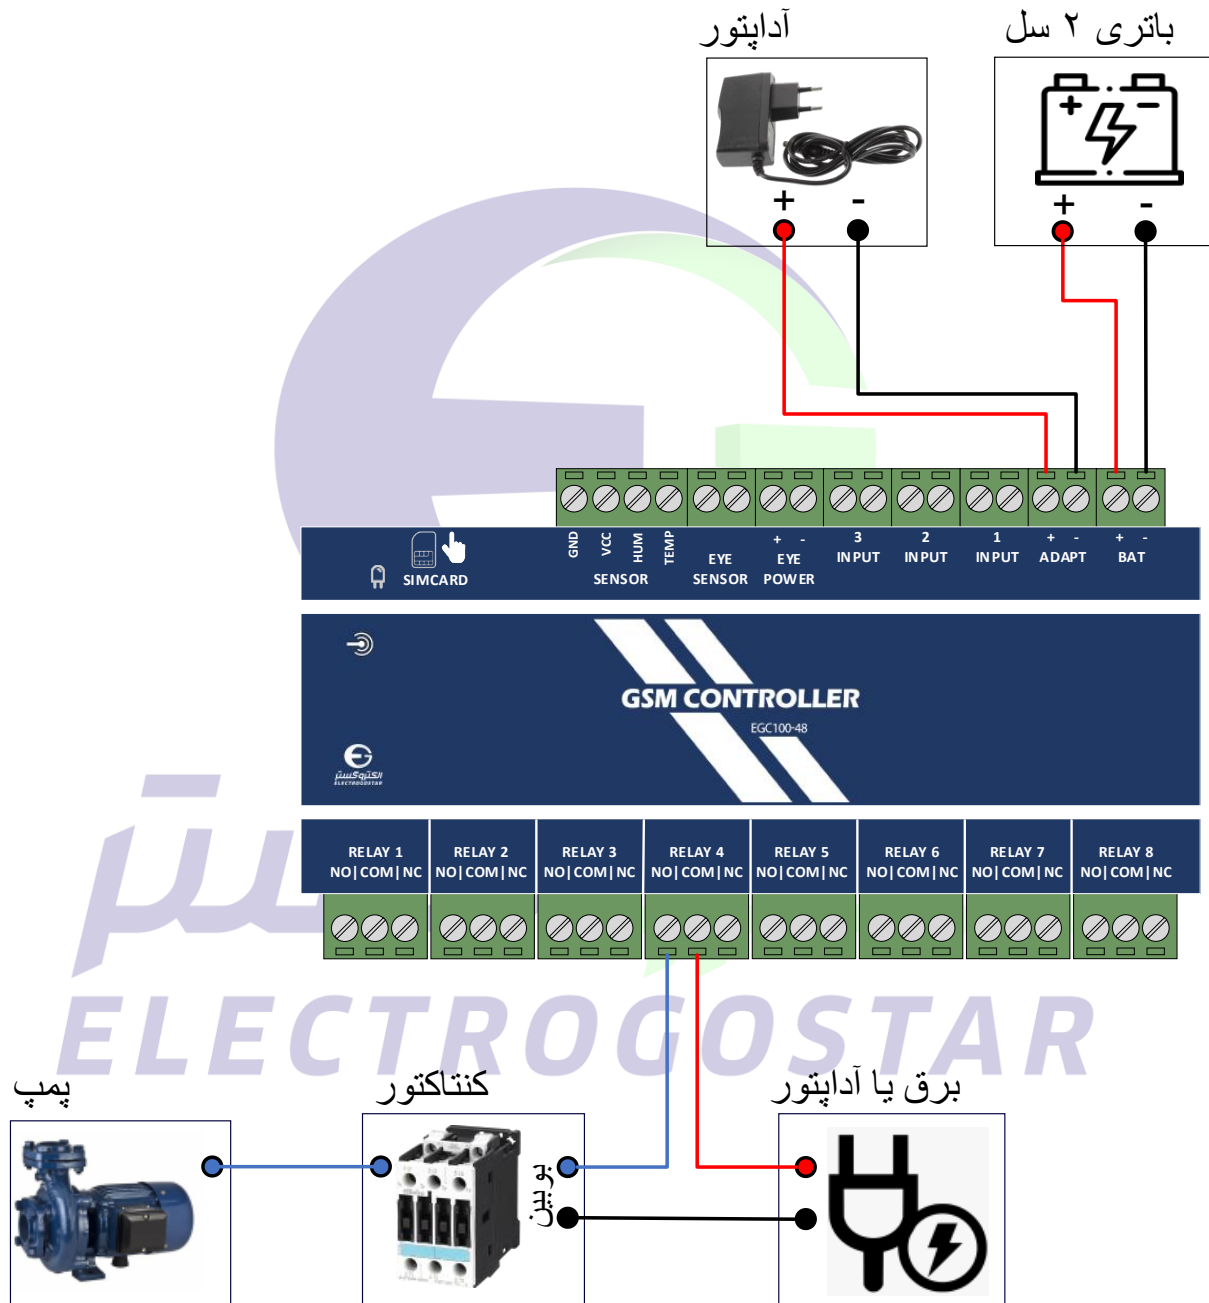 آداپتور
باتری ۲ سل
+ -
+ -
GND
VCC
HUM
TEMP
SENSOR
EYE
SENSOR
+ -
EYE
POWER
3
INPUT
2
INPUT
1
INPUT
+ -
ADAPT
+ -
BAT
SIMCARD
GSM CONTROLLER
EGC100-48
الکتروگستر
ELECTROGOSTAR
RELAY 1
NO|COM|NC
RELAY 2
NO|COM|NC
RELAY 3
NO|COM|NC
RELAY 4
NO|COM|NC
RELAY 5
NO|COM|NC
RELAY 6
NO|COM|NC
RELAY 7
NO|COM|NC
RELAY 8
NO|COM|NC
ELECTROGOSTAR
پمپ
کنتاکتور
برق یا آداپتور
بوبین